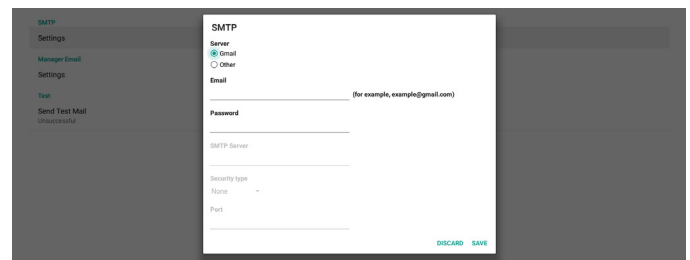 SMTP
Settings
Manager Email
Settings
Test
Send Test Mail
Unsuccessful
SMTP
Server
Gmail
Other
Email
(for example, example@gmail.com)
Password
SMTP Server
Security type
None
Port
DISCARD SAVE